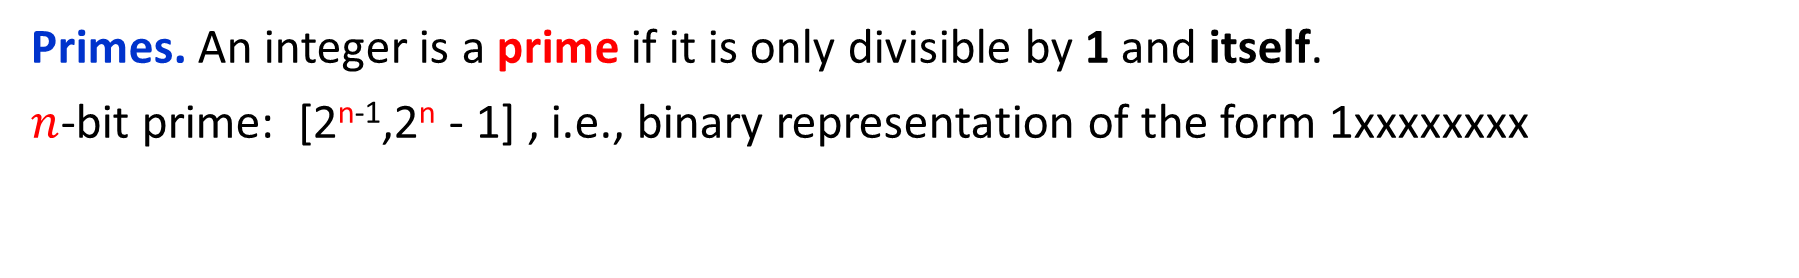 Primes. An integer is a prime if it is only divisible by 1 and itself.
n-bit prime: [2ⁿ⁻¹,2ⁿ - 1] , i.e., binary representation of the form 1xxxxxxxx